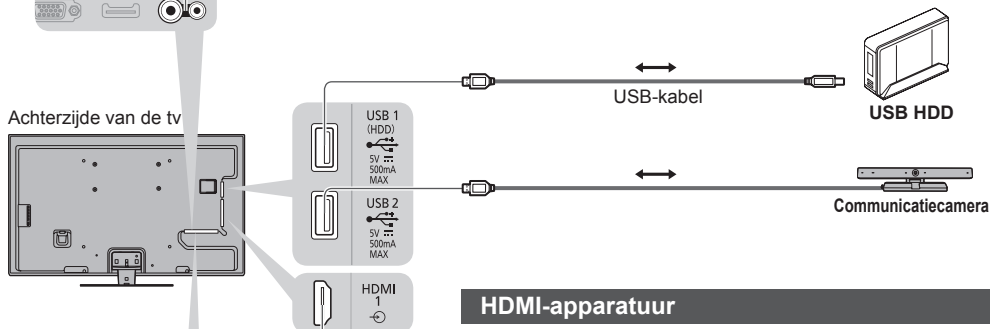 USB-kabel
USB HDD
Achterzijde van de tv
USB 1
(HDD)
5V
500mA
MAX
Communicatiecamera
USB 2
5V
500mA
MAX
HDMI
1
HDMI-apparatuur